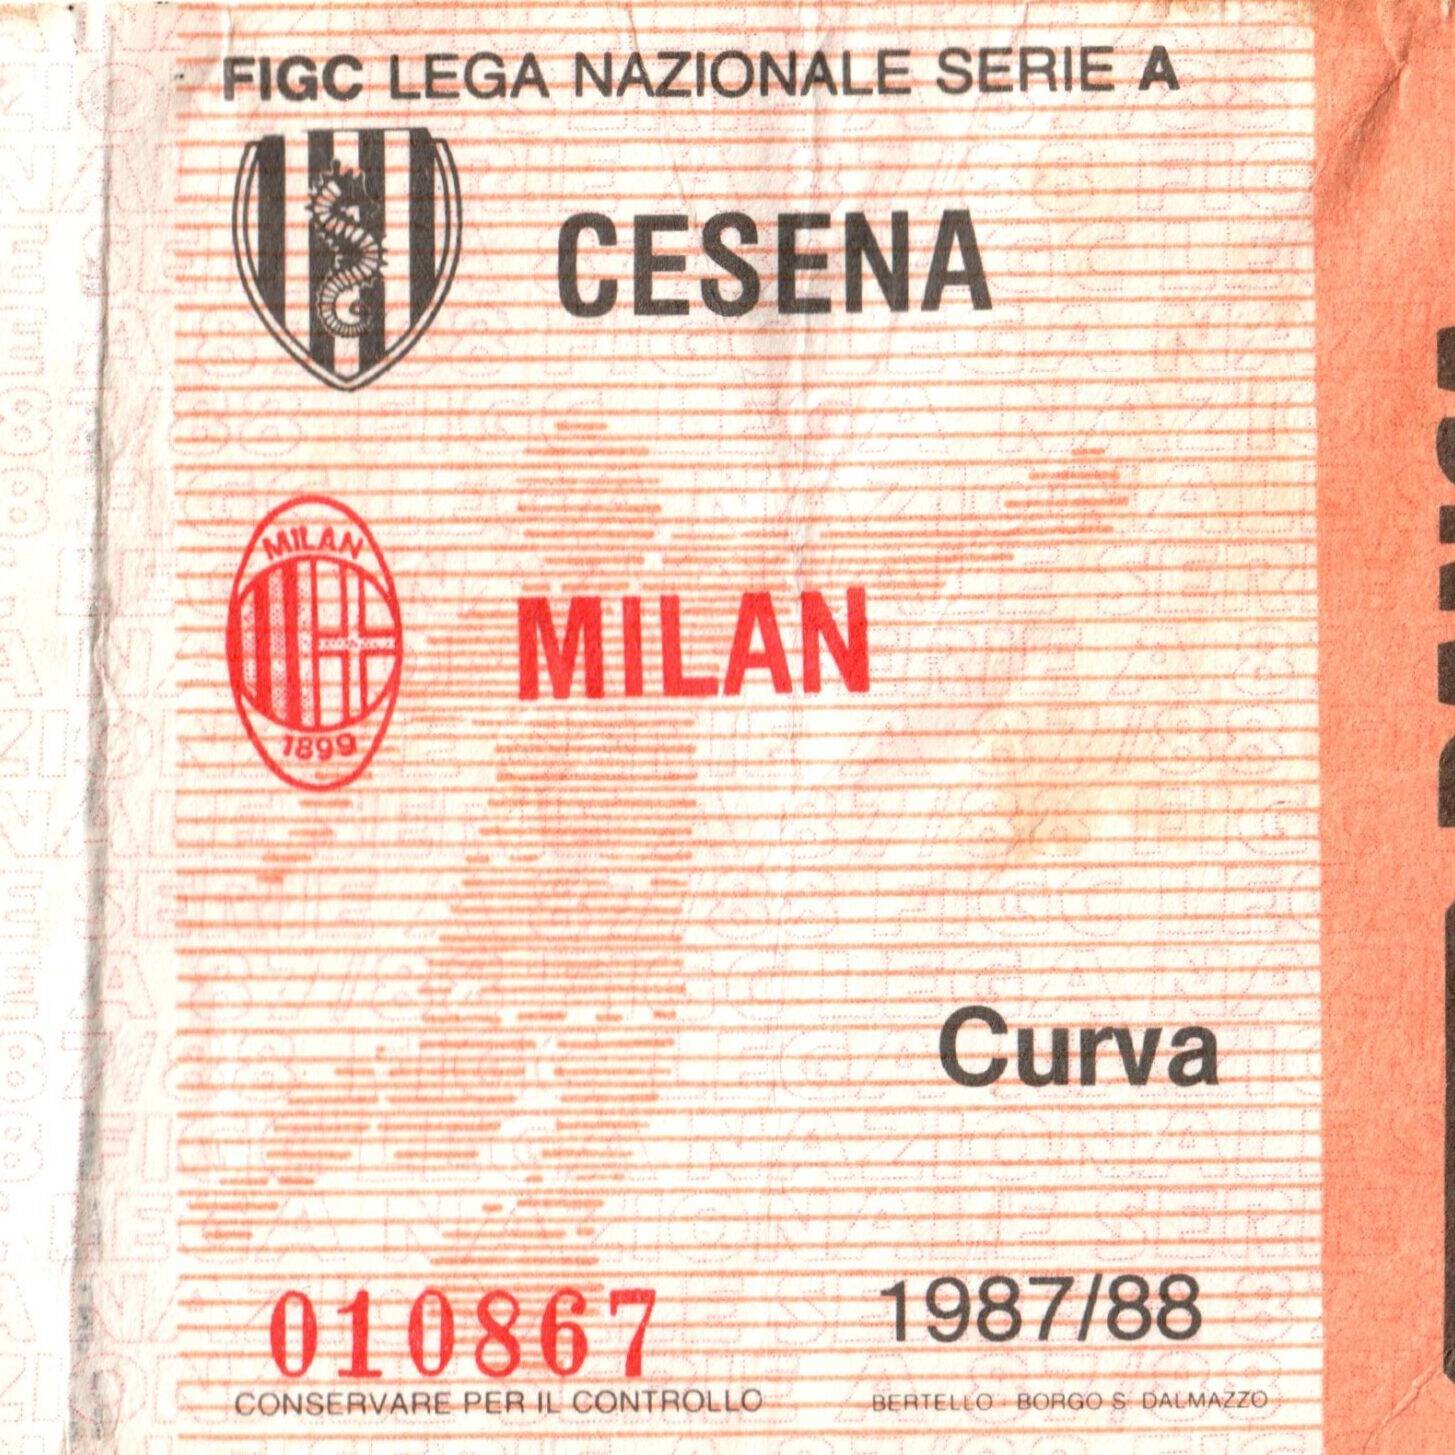 FIGC LEGA NAZIONALE SERIE A
CESENA
MILAN
MILAN
1899
Curva
010867
1987/88
CONSERVARE PER IL CONTROLLO
BERTELLO · BORGO S. DALMAZZO